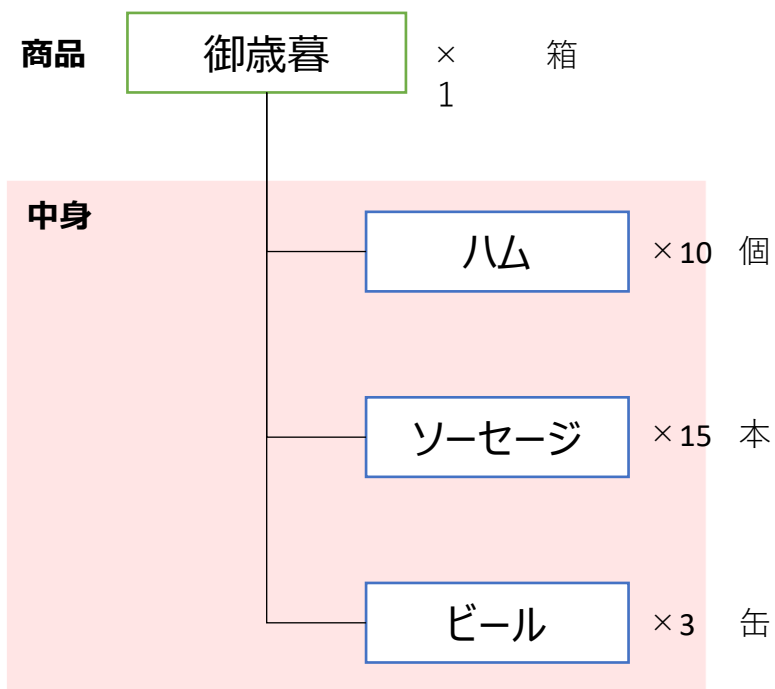 商品 御歳暮 × 箱
1
中身
ハム ×10 個
ソーセージ ×15 本
ビール ×3 缶